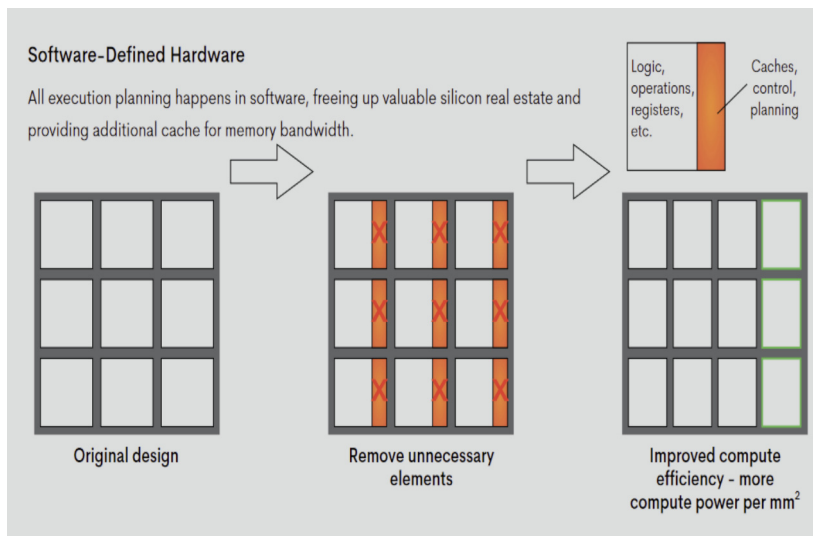 Software-Defined Hardware
All execution planning happens in software, freeing up valuable silicon real estate and
providing additional cache for memory bandwidth.
Logic,
operations,
registers,
etc.
Caches,
control,
planning
Original design
Remove unnecessary
elements
Improved compute
efficiency - more
compute power per mm²